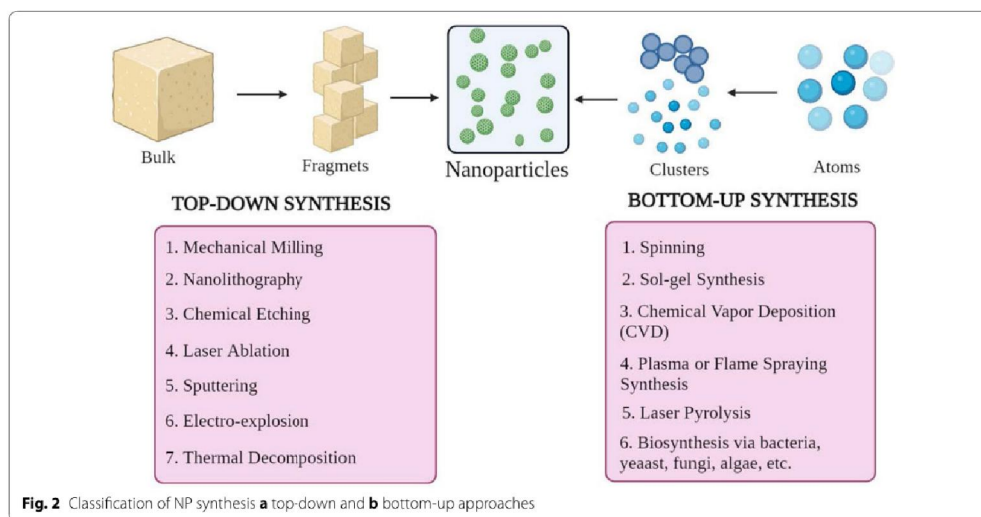 Bulk
Fragmets
Nanoparticles
Clusters
Atoms
TOP-DOWN SYNTHESIS
1. Mechanical Milling
2. Nanolithography
3. Chemical Etching
4. Laser Ablation
5. Sputtering
6. Electro-explosion
7. Thermal Decomposition
BOTTOM-UP SYNTHESIS
1. Spinning
2. Sol-gel Synthesis
3. Chemical Vapor Deposition
(CVD)
4. Plasma or Flame Spraying
Synthesis
5. Laser Pyrolysis
6. Biosynthesis via bacteria,
yeaast, fungi, algae, etc.
Fig. 2 Classification of NP synthesis a top-down and b bottom-up approaches